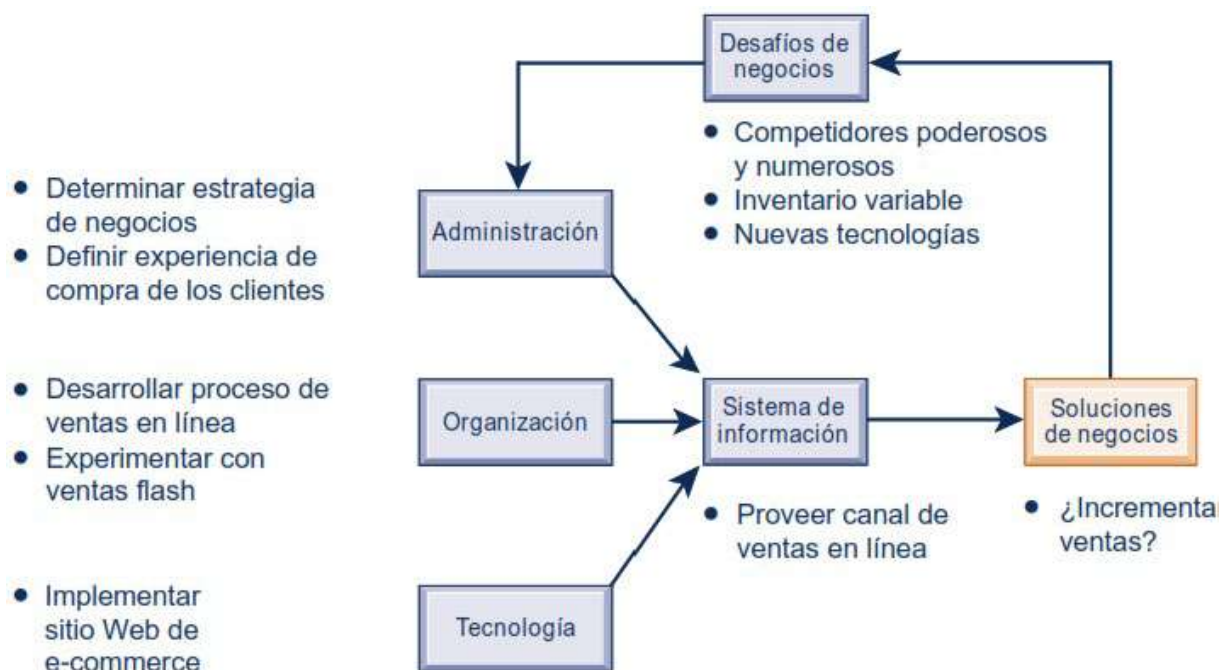 Desafíos de
negocios
• Competidores poderosos
y numerosos
• Inventario variable
• Nuevas tecnologías
• Determinar estrategia
de negocios
• Definir experiencia de
compra de los clientes
Administración
• Desarrollar proceso de
ventas en línea
• Experimentar con
ventas flash
Organización
Sistema de
información
• Proveer canal de
ventas en línea
Soluciones
de negocios
• ¿Incrementar
ventas?
• Implementar
sitio Web de
e-commerce
Tecnología